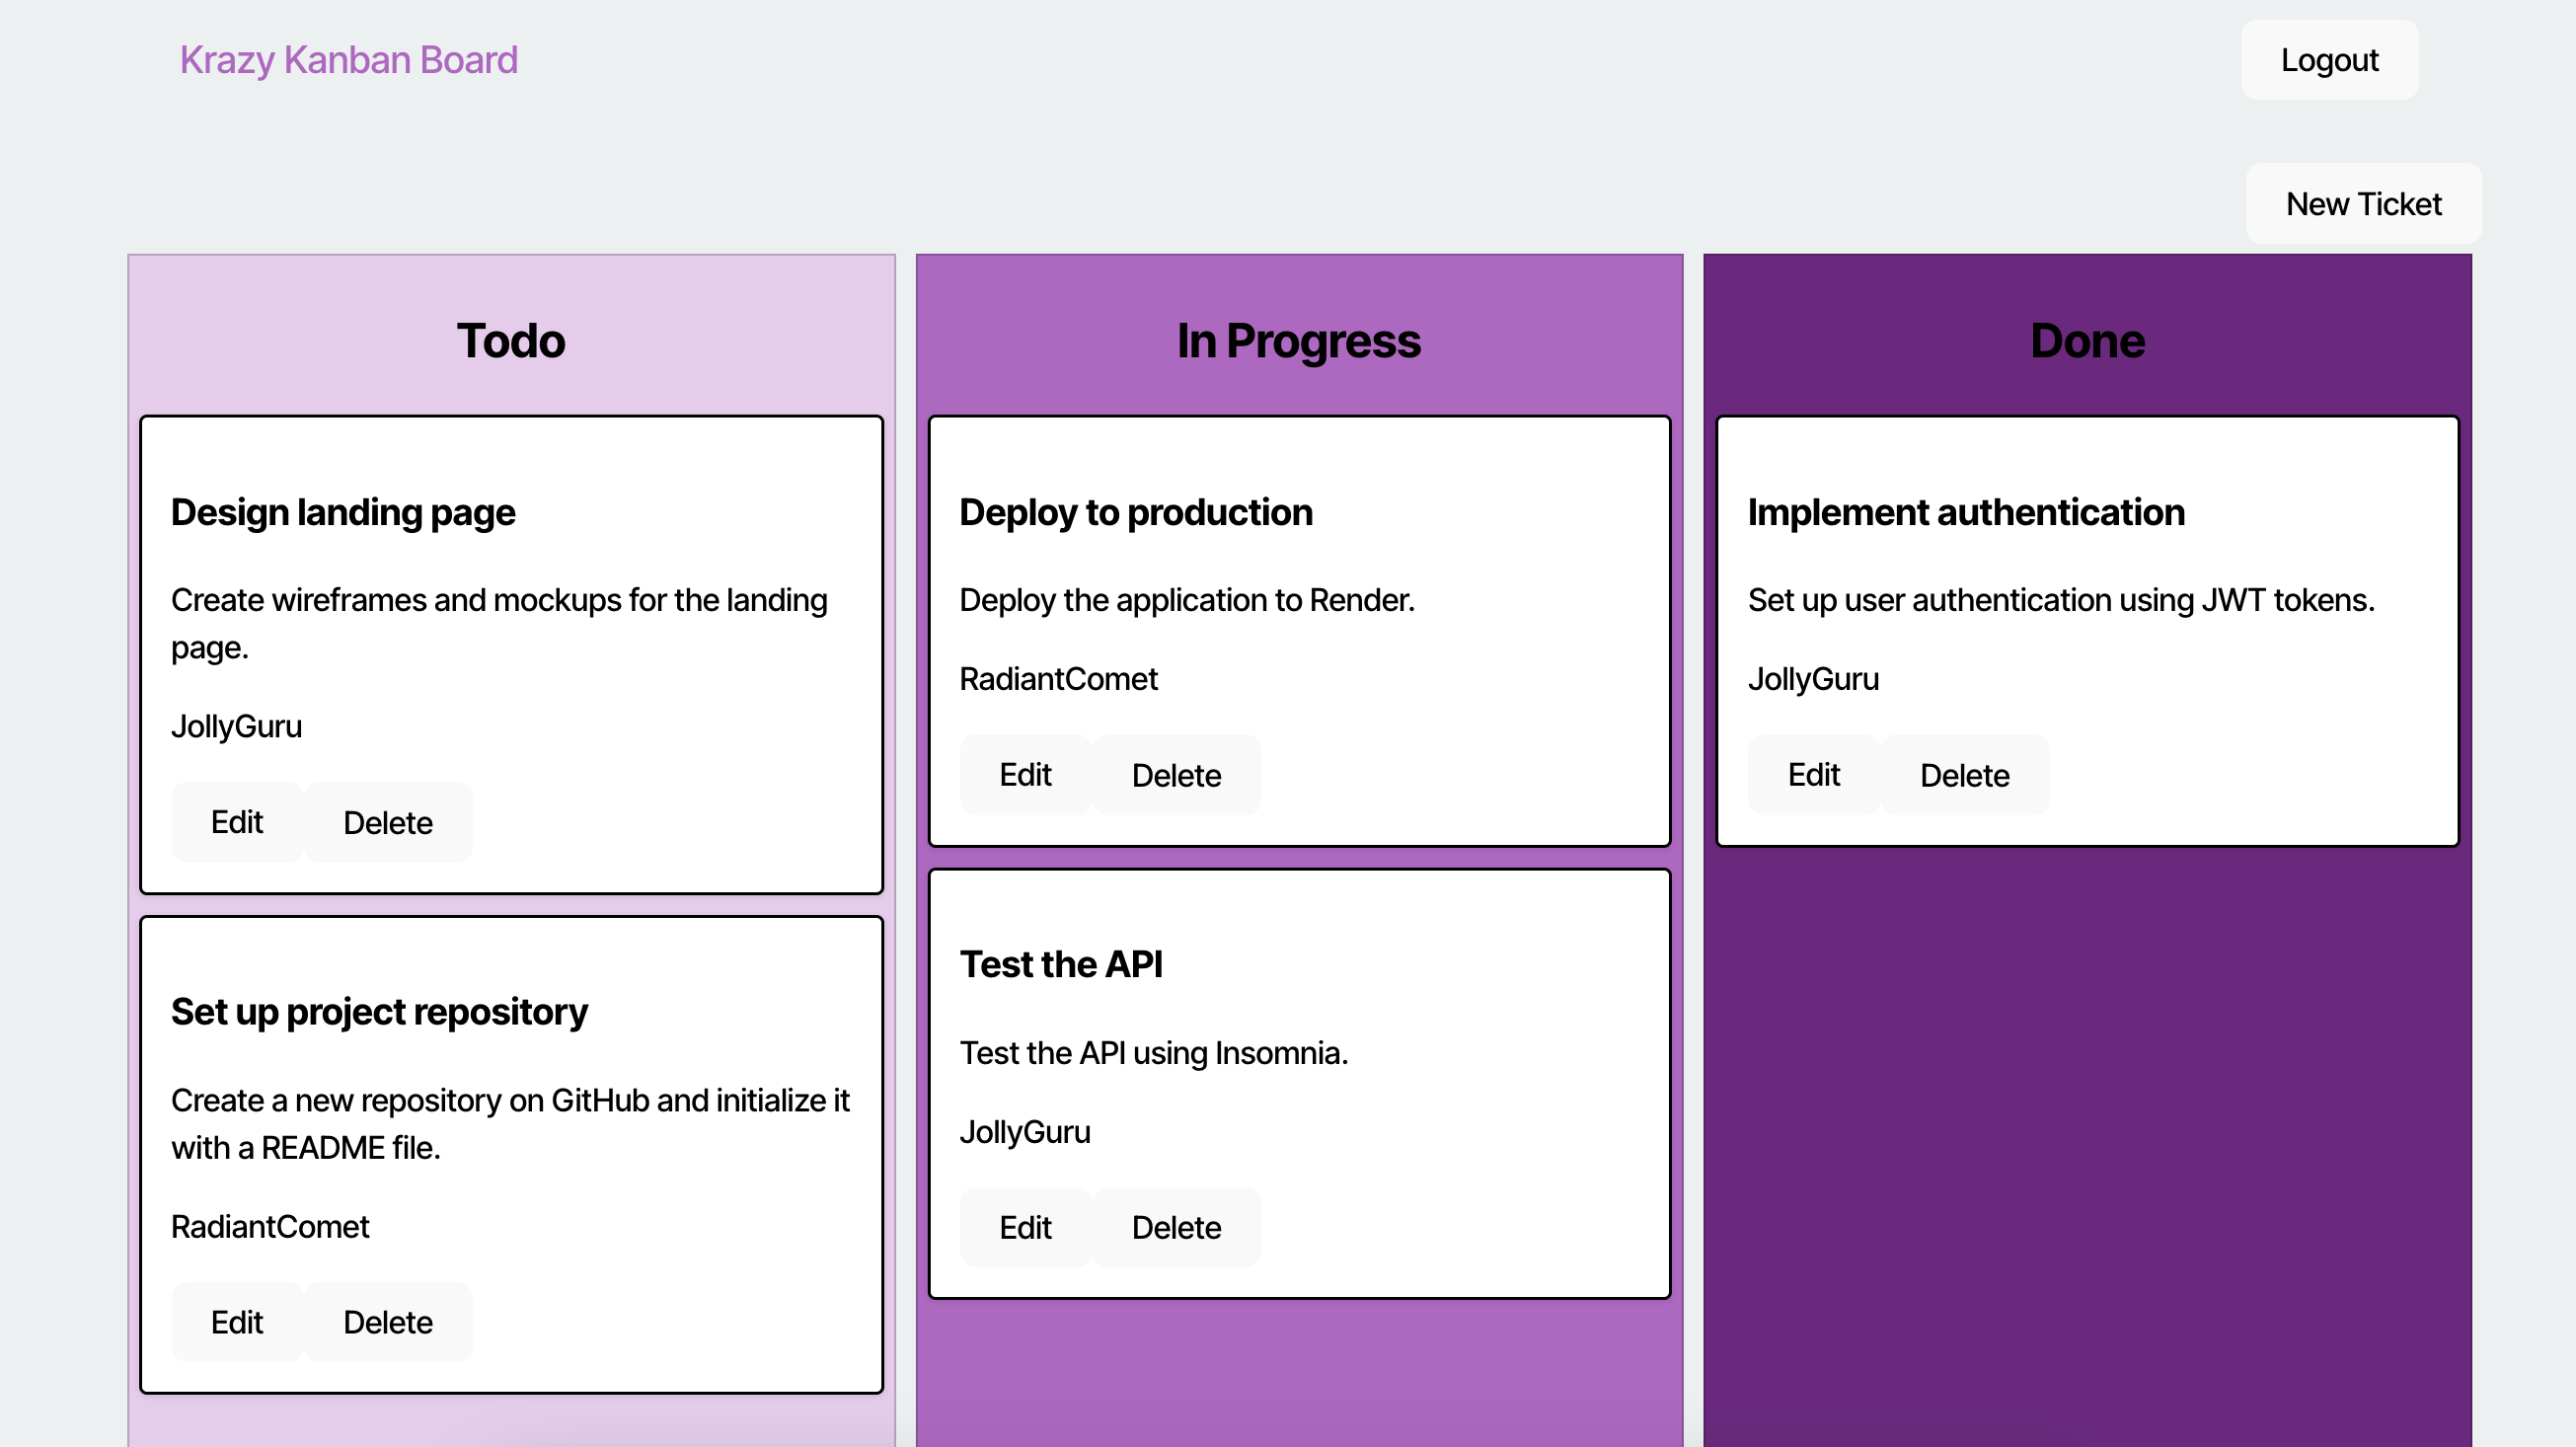 Krazy Kanban Board
Logout
New Ticket
Todo
Design landing page
Create wireframes and mockups for the landing
page.
JollyGuru
Edit
Delete
Set up project repository
Create a new repository on GitHub and initialize it
with a README file.
RadiantComet
Edit
Delete
In Progress
Deploy to production
Deploy the application to Render.
RadiantComet
Edit
Delete
Test the API
Test the API using Insomnia.
JollyGuru
Edit
Delete
Done
Implement authentication
Set up user authentication using JWT tokens.
JollyGuru
Edit
Delete